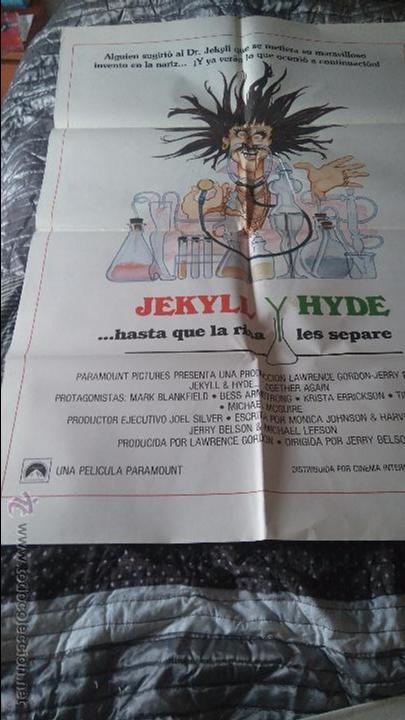 Alguien sugirió al Dr. Jekyll que se metiera su maravilloso
invento en la nariz... ¡Y ya verán lo que ocurrió a continuación!
JEKYLL Y HYDE
...hasta que la risa les separe
PARAMOUNT PICTURES PRESENTA UNA PRODUCCION LAWRENCE GORDON-JERRY
JEKYLL & HYDE TOGETHER AGAIN
PROTAGONISTAS: MARK BLANKFIELD • BESS ARMSTRONG • KRISTA ERRICKSON •
• MICHAEL McGUIRE
PRODUCTOR EJECUTIVO JOEL SILVER • ESCRITA POR MONICA JOHNSON &
JERRY BELSON & MICHAEL LEESON
PRODUCIDA POR LAWRENCE GORDON • DIRIGIDA POR JERRY BELSO
Paramount
UNA PELICULA PARAMOUNT
DISTRIBUIDA POR CINEMA INTER
www.todocoleccion.net